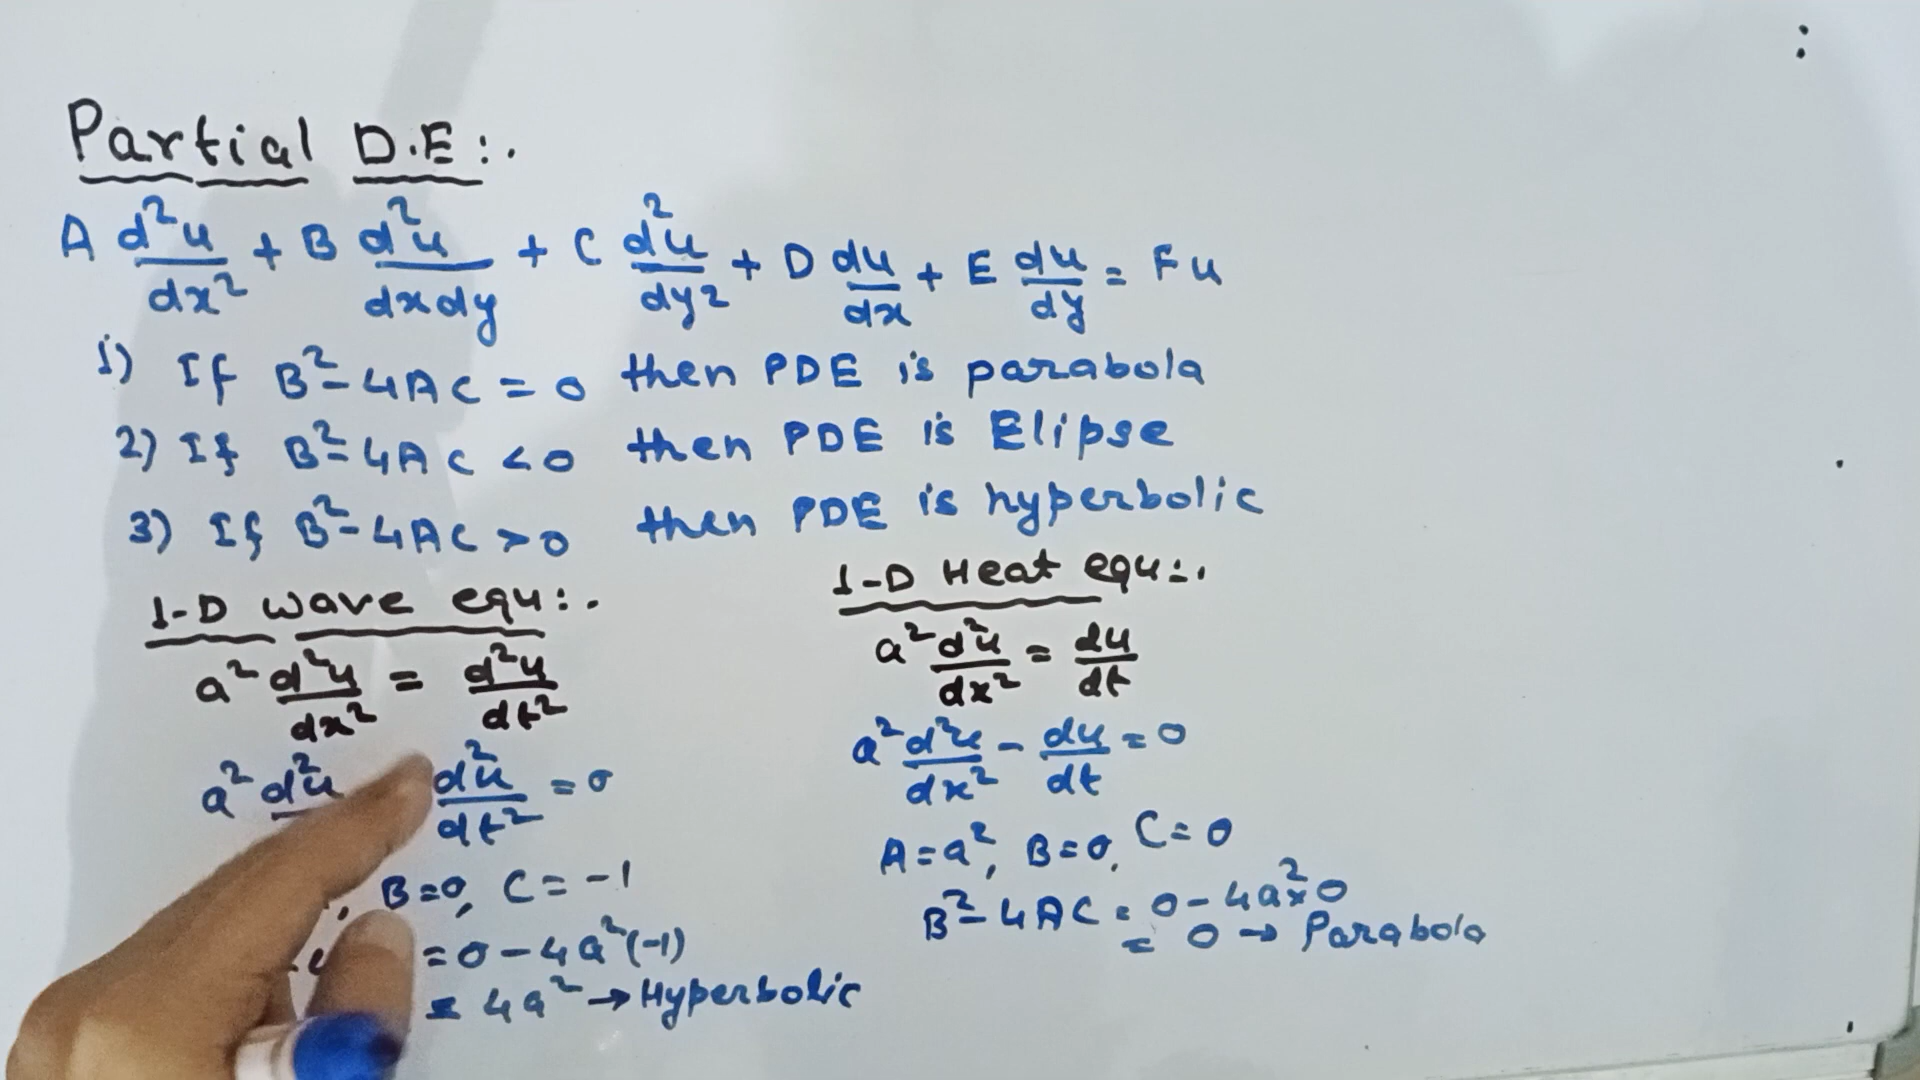 Partial D.E:.
A d²u/dx² + B d²u/dxdy + C d²u/dy² + D du/dx + E du/dy = Fu
1) If B²-4AC = 0 then PDE is parabola
2) If B²-4AC <0 then PDE is Elipse
3) If B²-4AC >0 then PDE is hyperbolic
1-D wave equ:.
a² d²u/dx² = d²u/dt²
a² d²u d²u/dt² = 0
B=0, C = -1
= 0 - 4a²(-1)
= 4a² → Hyperbolic
1-D Heat equ:.
a² d²u/dx² = du/dt
a² d²u/dx² - du/dt = 0
A=a², B=0, C=0
B²-4AC = 0-4a²x0
= 0 → Parabola